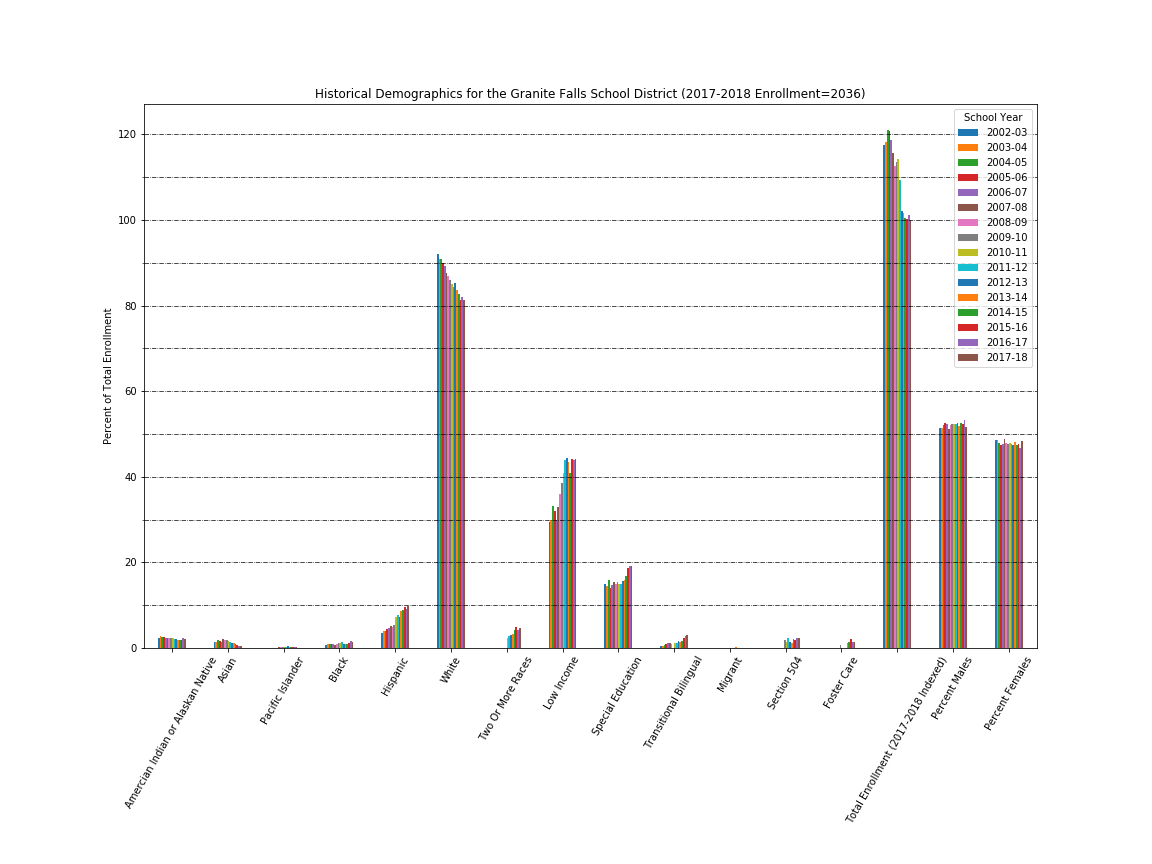 Historical Demographics for the Granite Falls School District (2017-2018 Enrollment=2036)
Percent of Total Enrollment
120
100
80
60
40
20
0
School Year
2002-03
2003-04
2004-05
2005-06
2006-07
2007-08
2008-09
2009-10
2010-11
2011-12
2012-13
2013-14
2014-15
2015-16
2016-17
2017-18
Amercian Indian or Alaskan Native
Asian
Pacific Islander
Black
Hispanic
White
Two Or More Races
Low Income
Special Education
Transitional Bilingual
Migrant
Section 504
Foster Care
Total Enrollment (2017-2018 Indexed)
Percent Males
Percent Females